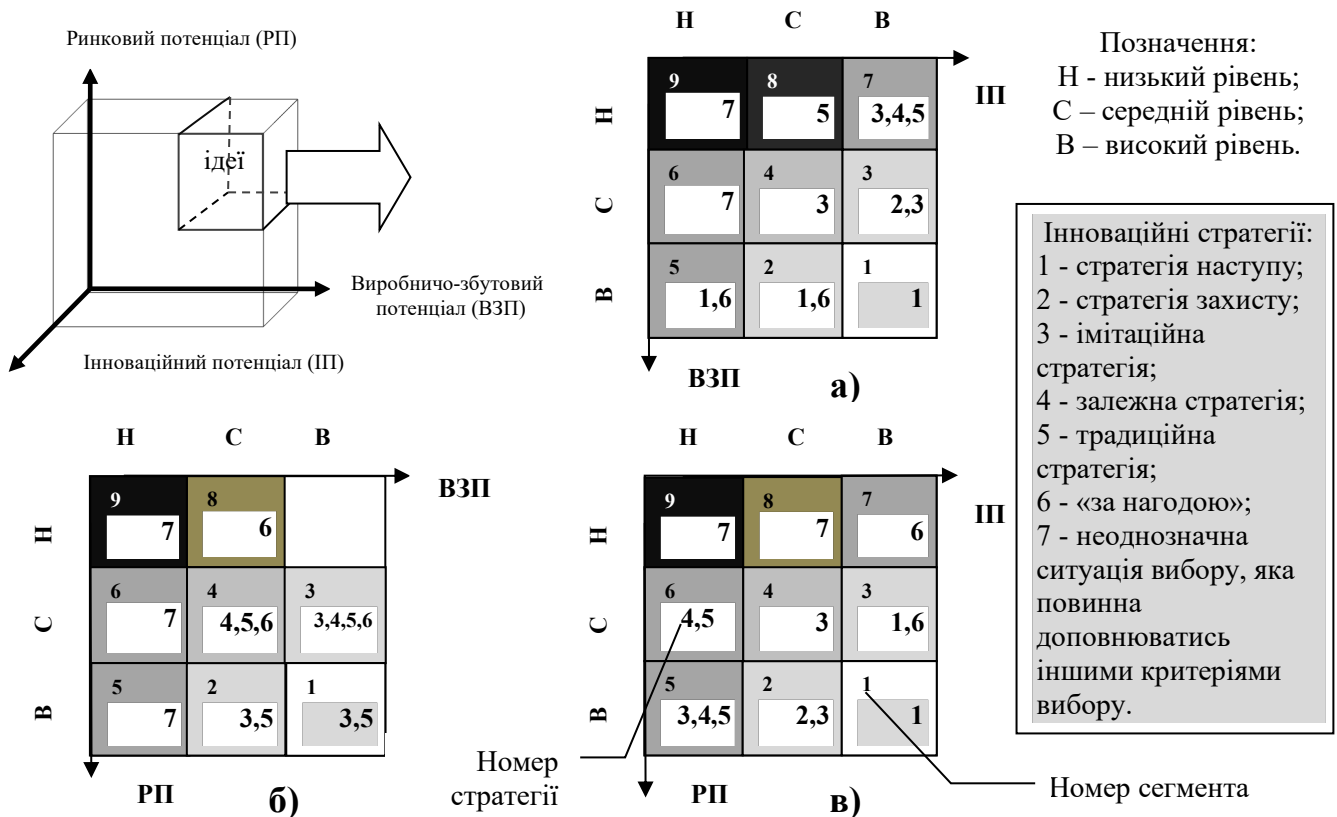 Ринковий потенціал (РП)
ідеї
Виробничо-збутовий
потенціал (ВЗП)
Інноваційний потенціал (ІП)
Н С В
ІП
Н
9 8 7
7 5 3,4,5
С
6 4 3
7 3 2,3
В
5 2 1
1,6 1,6 1
ВЗП
а)
Позначення:
Н - низький рівень;
С – середній рівень;
В – високий рівень.
Інноваційні стратегії:
1 - стратегія наступу;
2 - стратегія захисту;
3 - імітаційна
стратегія;
4 - залежна стратегія;
5 - традиційна
стратегія;
6 - «за нагодою»;
7 - неоднозначна
ситуація вибору, яка
повинна
доповнюватись
іншими критеріями
вибору.
Н С В
ВЗП
Н
9 8
7 6
С
6 4 3
7 4,5,6 3,4,5,6
В
5 2 1
7 3,5 3,5
РП
б)
Н С В
ІП
Н
9 8 7
7 7 6
С
6 4 3
4,5 3 1,6
В
5 2 1
3,4,5 2,3 1
РП
в)
Номер
стратегії
Номер сегмента